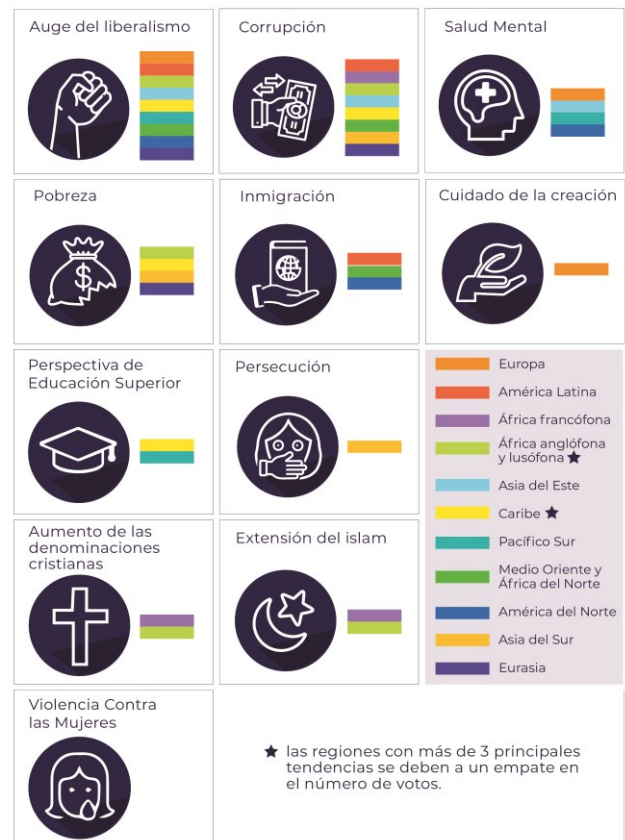 Auge del liberalismo
Corrupción
Salud Mental
Pobreza
$
Inmigración
Cuidado de la creación
Perspectiva de
Educación Superior
Persecución
Aumento de las
denominaciones
cristianas
Extensión del islam
Violencia Contra
las Mujeres
Europa
América Latina
África francófona
África anglófona
y lusófona ★
Asia del Este
Caribe ★
Pacífico Sur
Medio Oriente y
África del Norte
América del Norte
Asia del Sur
Eurasia
★ las regiones con más de 3 principales
tendencias se deben a un empate en
el número de votos.